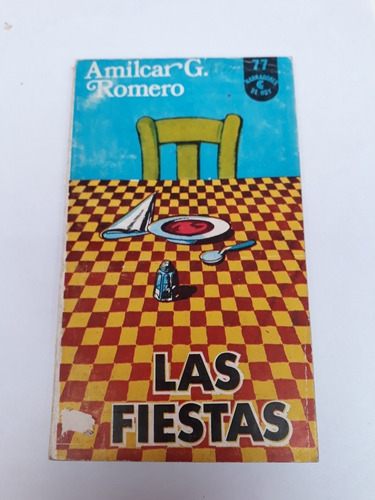 Amilcar G.
Romero
77
NARRADORES
DE HOY
LAS
FIESTAS